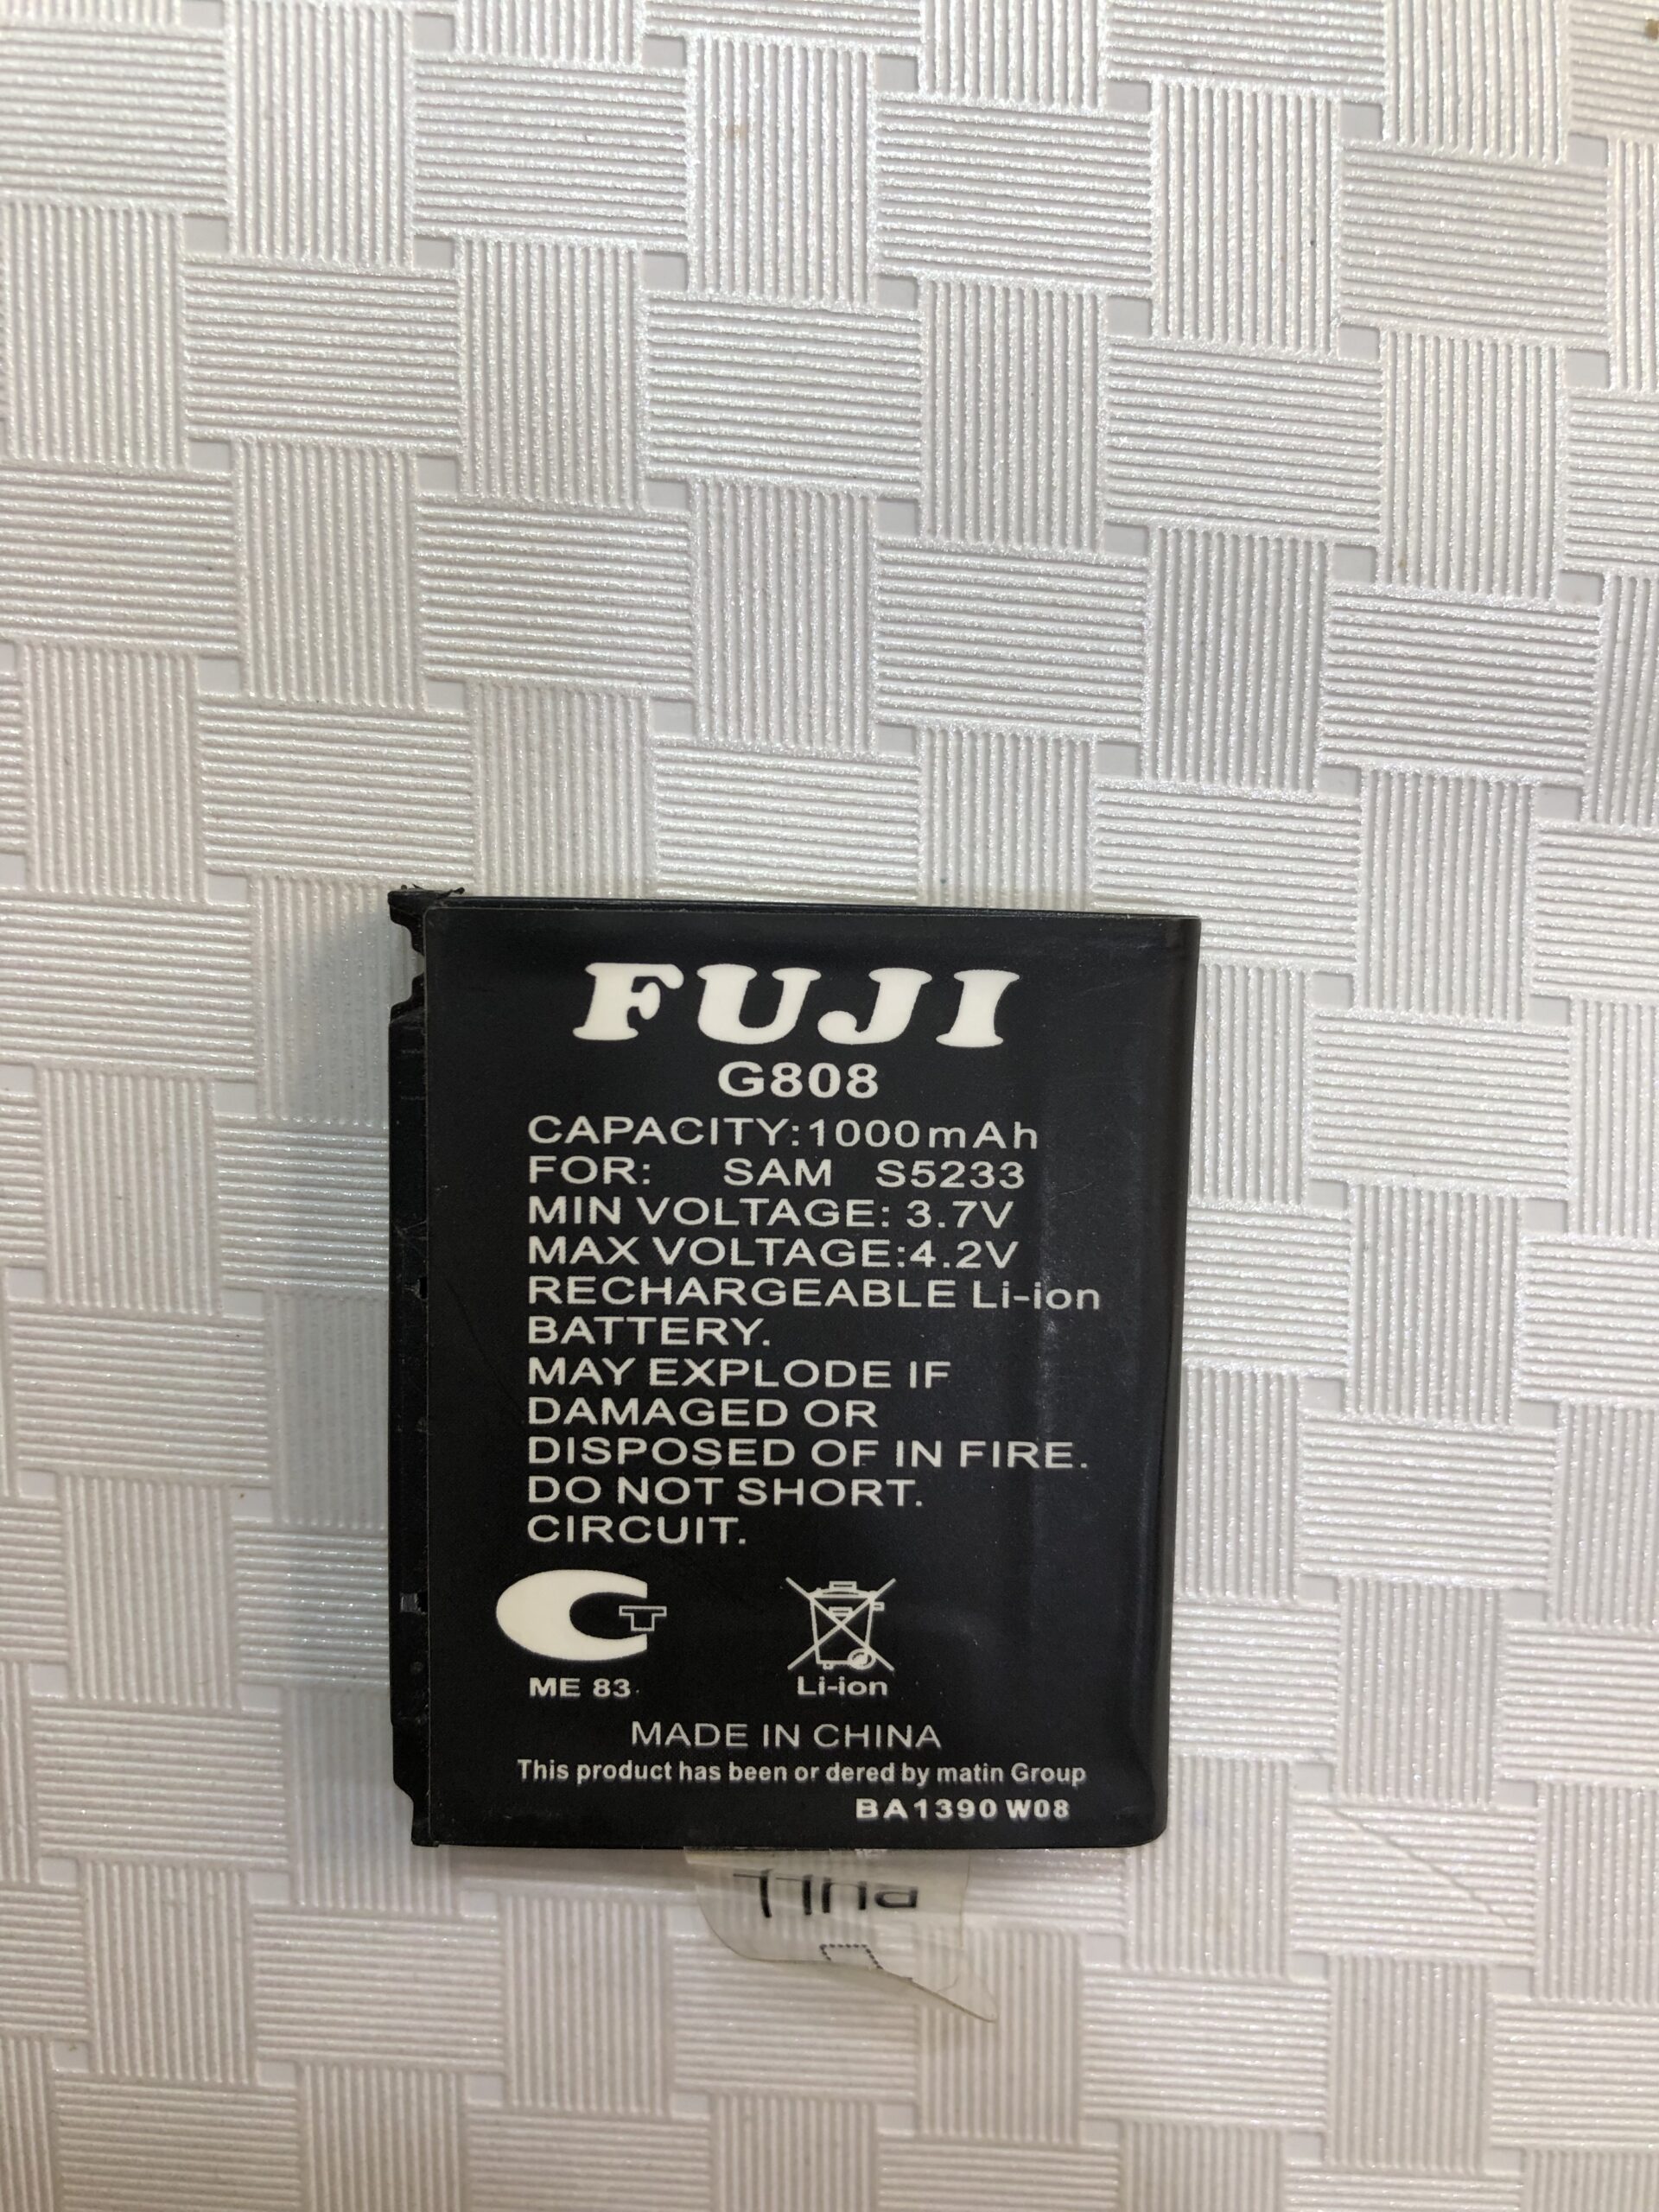 FUJI
G808
CAPACITY:1000mAh
FOR: SAM S5233
MIN VOLTAGE: 3.7V
MAX VOLTAGE:4.2V
RECHARGEABLE Li-ion
BATTERY.
MAY EXPLODE IF
DAMAGED OR
DISPOSED OF IN FIRE.
DO NOT SHORT.
CIRCUIT.
CT
ME 83
Li-ion
MADE IN CHINA
This product has been or dered by matin Group
BA1390 W08
PULL